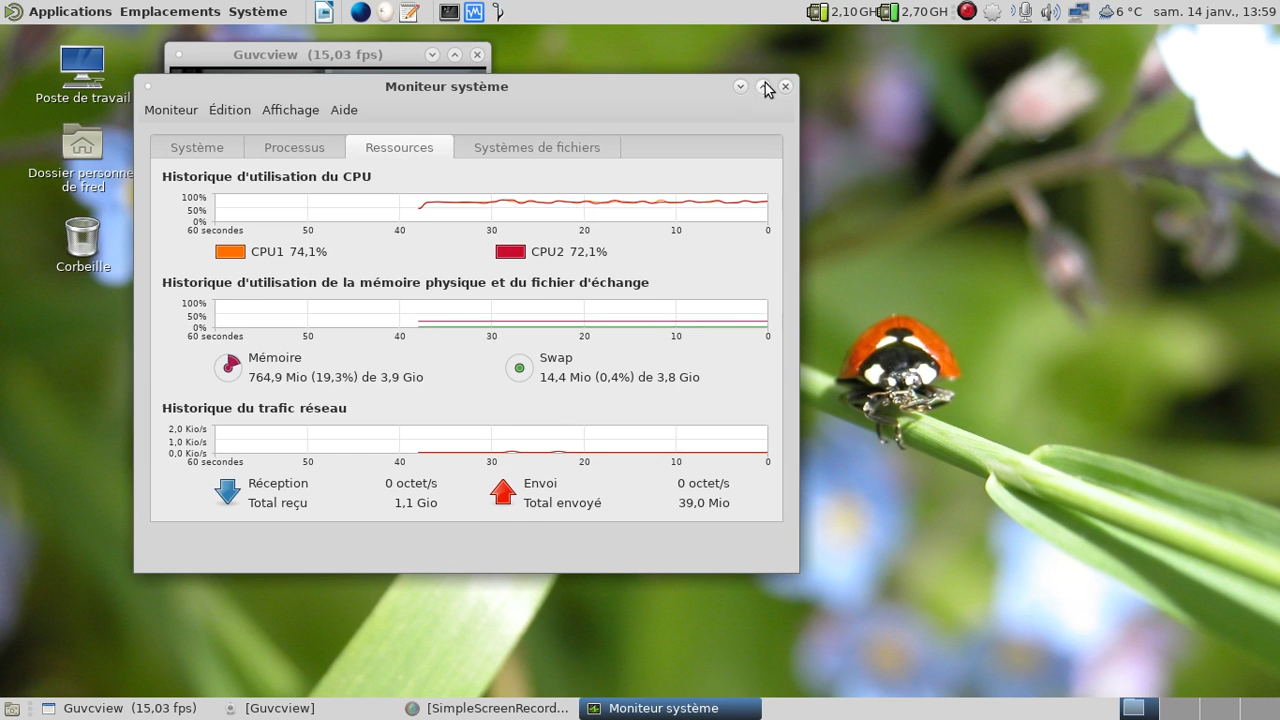 Applications Emplacements Système 2,10 GH 2,70 GH 6 °C sam. 14 janv., 13:59
Poste de travail
Dossier personne
de fred
Corbeille
Guvcview (15,03 fps)
Moniteur système
Moniteur Édition Affichage Aide
Système Processus Ressources Systèmes de fichiers
Historique d'utilisation du CPU
100%
50%
0%
60 secondes 50 40 30 20 10 0
CPU1 74,1% CPU2 72,1%
Historique d'utilisation de la mémoire physique et du fichier d'échange
100%
50%
0%
60 secondes 50 40 30 20 10 0
Mémoire Swap
764,9 Mio (19,3%) de 3,9 Gio 14,4 Mio (0,4%) de 3,8 Gio
Historique du trafic réseau
2,0 Kio/s
1,0 Kio/s
0,0 Kio/s
60 secondes 50 40 30 20 10 0
Réception 0 octet/s Envoi 0 octet/s
Total reçu 1,1 Gio Total envoyé 39,0 Mio
Guvcview (15,03 fps) [Guvcview] [SimpleScreenRecord... Moniteur système